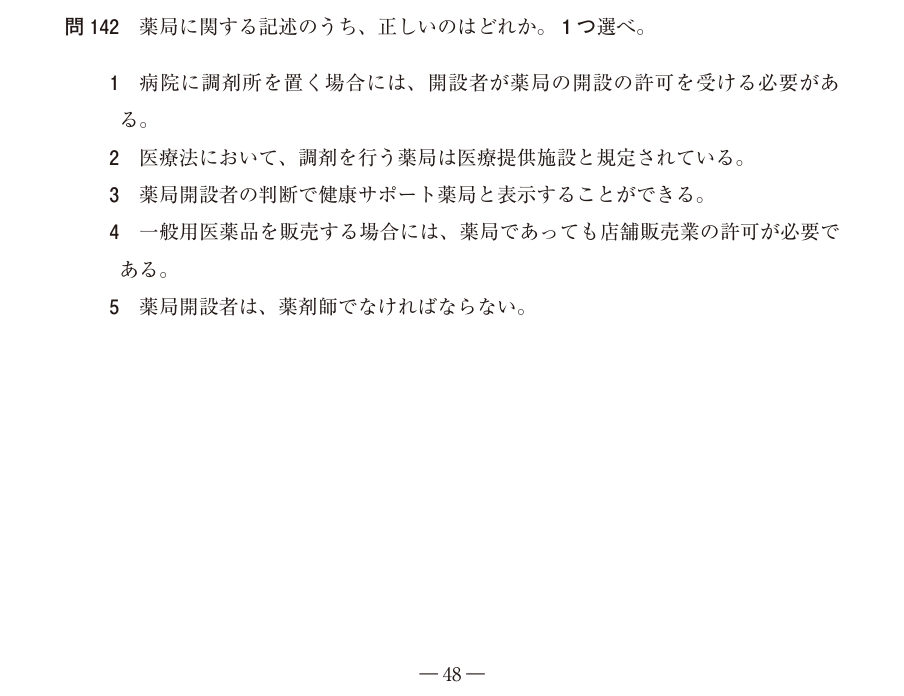 問 142　薬局に関する記述のうち、正しいのはどれか。1つ選べ。
1　病院に調剤所を置く場合には、開設者が薬局の開設の許可を受ける必要があ
る。
2　医療法において、調剤を行う薬局は医療提供施設と規定されている。
3　薬局開設者の判断で健康サポート薬局と表示することができる。
4　一般用医薬品を販売する場合には、薬局であっても店舗販売業の許可が必要で
ある。
5　薬局開設者は、薬剤師でなければならない。
― 48 ―